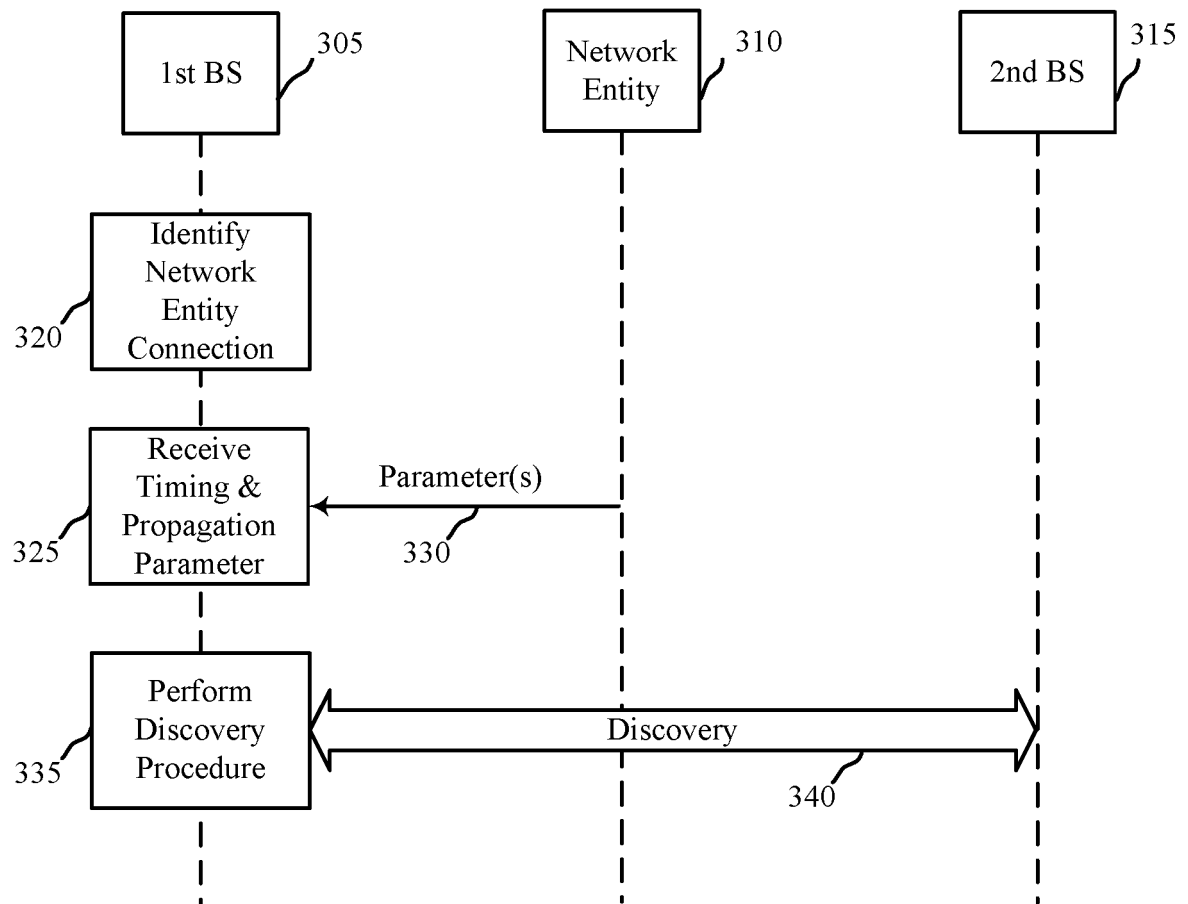 1st BS
305
Network
Entity
310
2nd BS
315
Identify
Network
Entity
Connection
320
Receive
Timing &
Propagation
Parameter
325
Parameter(s)
330
Perform
Discovery
Procedure
335
Discovery
340